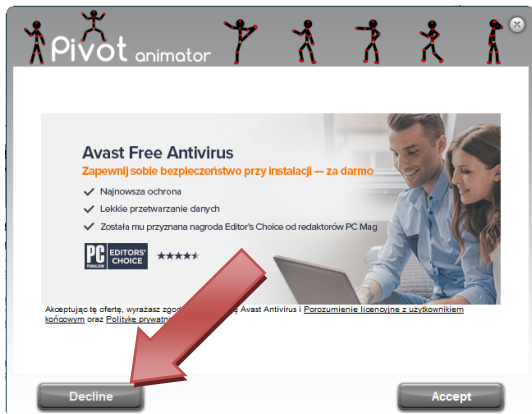 Pivot animator
Avast Free Antivirus
Zapewnij sobie bezpieczeństwo przy instalacji — za darmo
Najnowsza ochrona
Lekkie przetwarzanie danych
Została mu przyznana nagroda Editor's Choice od redaktorów PC Mag
PC EDITORS'
CHOICE
Akceptując tę ofertę, wyrażasz Avast Antivirus i Porozumienie licencyjne z użytkownikiem
końcowym oraz Politykę
Decline
Accept